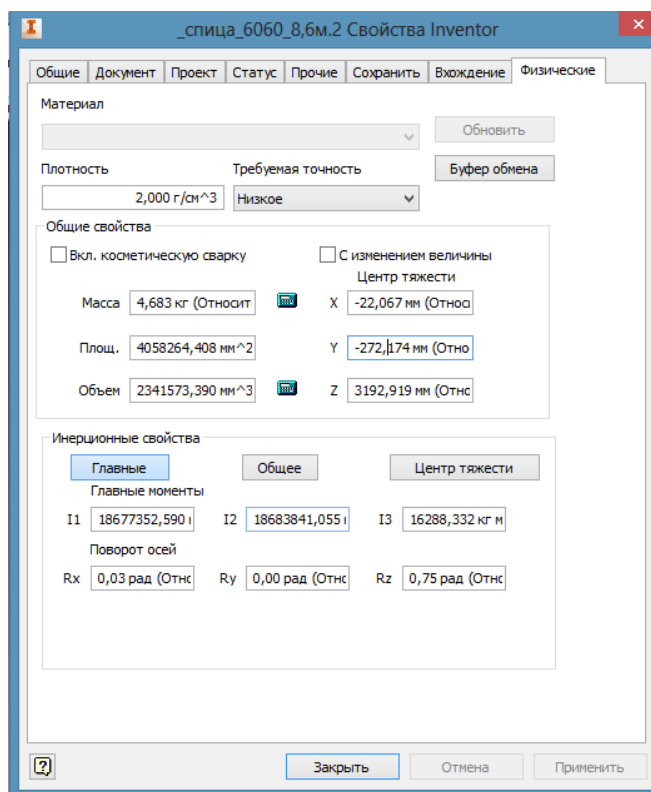 _спица_6060_8,6м.2 Свойства Inventor
Общие Документ Проект Статус Прочие Сохранить Вхождение Физические
Материал
Обновить
Плотность Требуемая точность Буфер обмена
2,000 г/см^3 Низкое
Общие свойства
Вкл. косметическую сварку С изменением величины
Центр тяжести
Масса 4,683 кг (Относит X -22,067 мм (Относ
Площ. 4058264,408 мм^2 Y -272,174 мм (Отно
Объем 2341573,390 мм^3 Z 3192,919 мм (Отнс
Инерционные свойства
Главные Общее Центр тяжести
Главные моменты
I1 18677352,590 I2 18683841,055 I3 16288,332 кг м
Поворот осей
Rx 0,03 рад (Отнс Ry 0,00 рад (Отнс Rz 0,75 рад (Отнс
Закрыть Отмена Применить